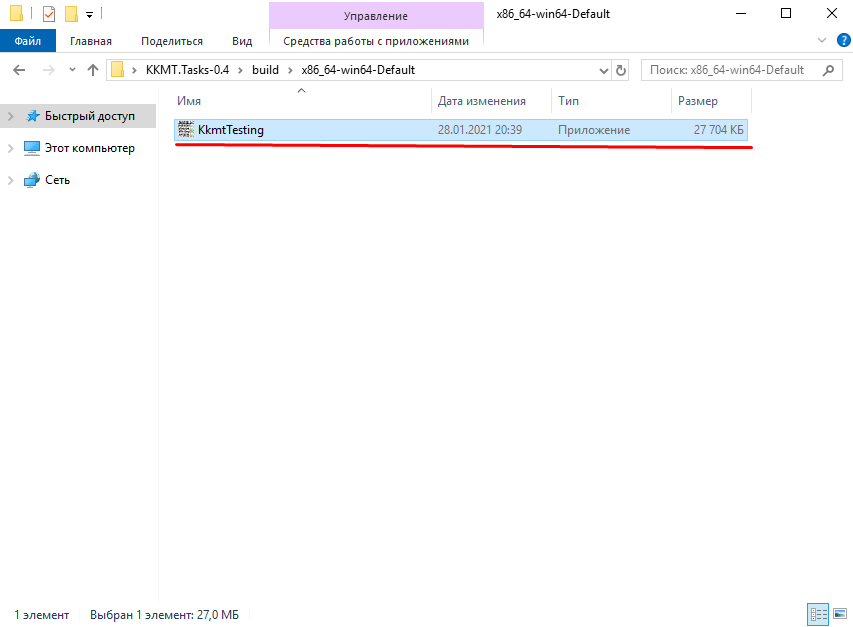 Управление
x86_64-win64-Default
Файл
Главная
Поделиться
Вид
Средства работы с приложениями
?
KKMT.Tasks-0.4 > build > x86_64-win64-Default
Поиск: x86_64-win64-Default
Имя
Дата изменения
Тип
Размер
KkmtTesting
28.01.2021 20:39
Приложение
27 704 КБ
Быстрый доступ
Этот компьютер
Сеть
1 элемент
Выбран 1 элемент: 27,0 МБ